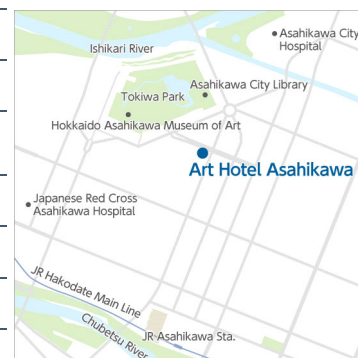 Asahikawa City
Hospital
Ishikari River
Asahikawa City Library
Tokiwa Park
Hokkaido Asahikawa Museum of Art
Art Hotel Asahikawa
Japanese Red Cross
Asahikawa Hospital
JR Hakodate Main Line
Chubetsu River
JR Asahikawa Sta.